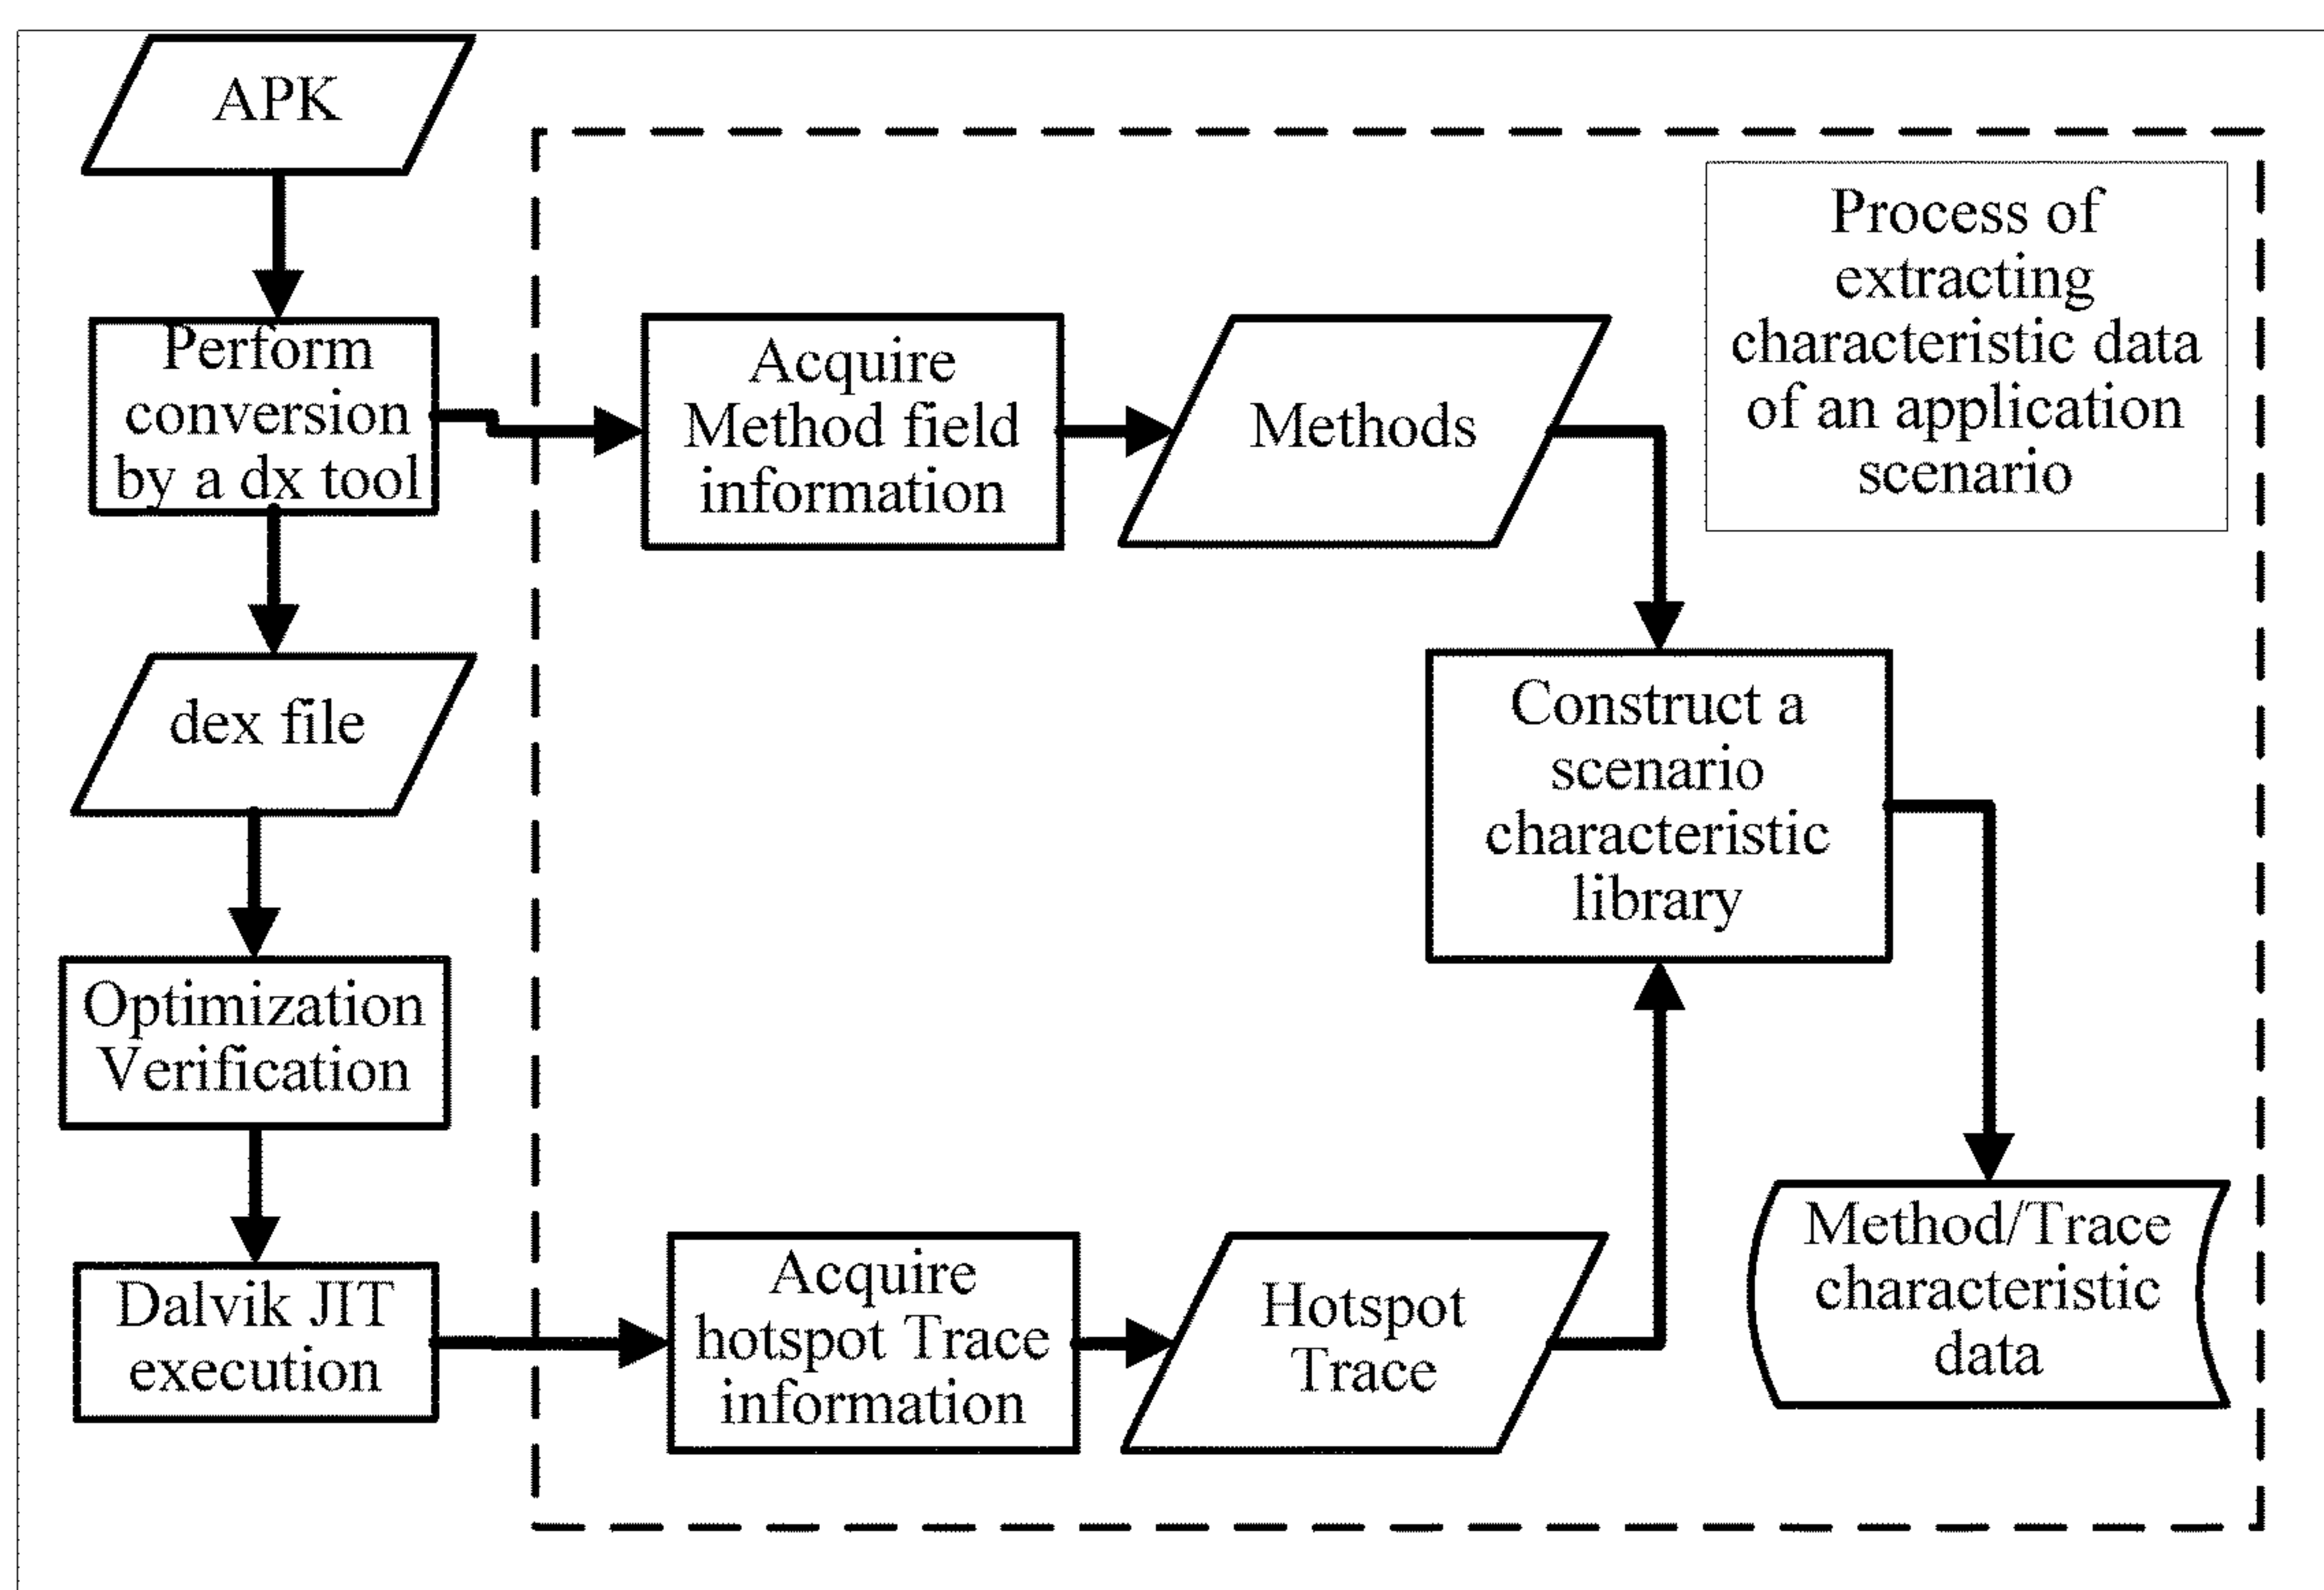 APK
Perform
conversion
by a dx tool
dex file
Optimization
Verification
Dalvik JIT
execution
Acquire
Method field
information
Methods
Process of
extracting
characteristic data
of an application
scenario
Construct a
scenario
characteristic
library
Acquire
hotspot Trace
information
Hotspot
Trace
Method/Trace
characteristic
data